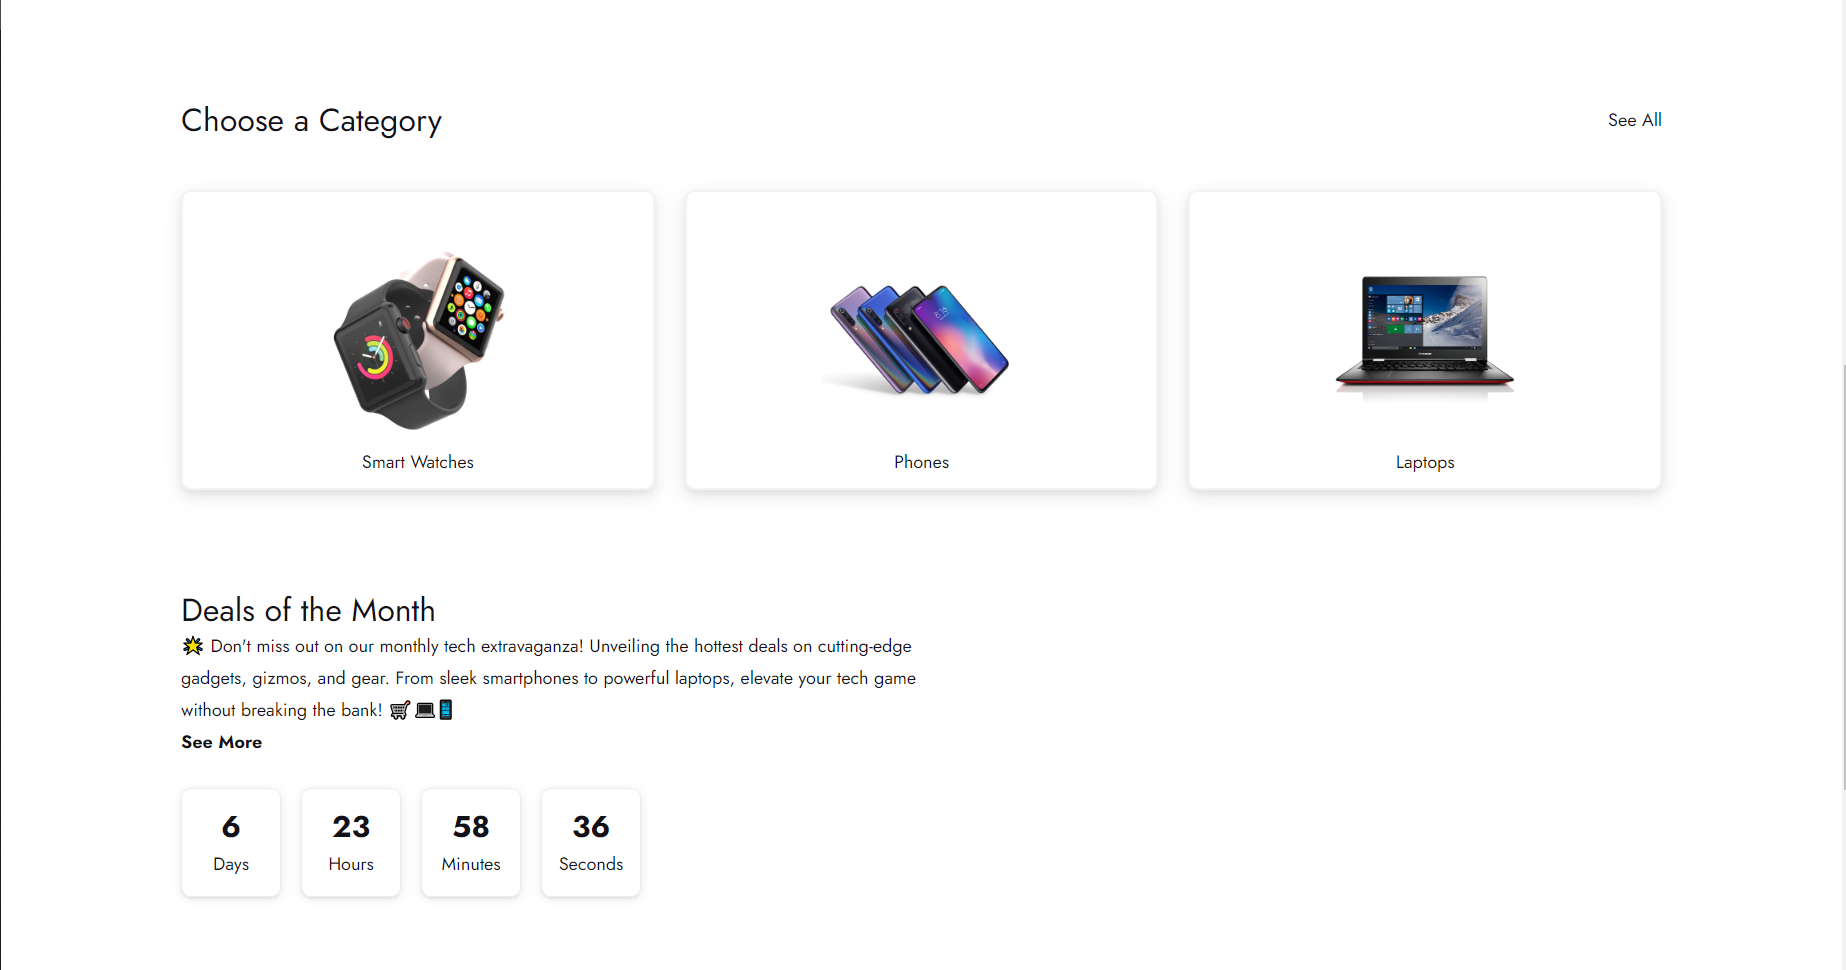 Choose a Category
See All
Smart Watches
Phones
Laptops
Deals of the Month
🌟 Don't miss out on our monthly tech extravaganza! Unveiling the hottest deals on cutting-edge
gadgets, gizmos, and gear. From sleek smartphones to powerful laptops, elevate your tech game
without breaking the bank! 🛒💻📱
See More
6
Days
23
Hours
58
Minutes
36
Seconds